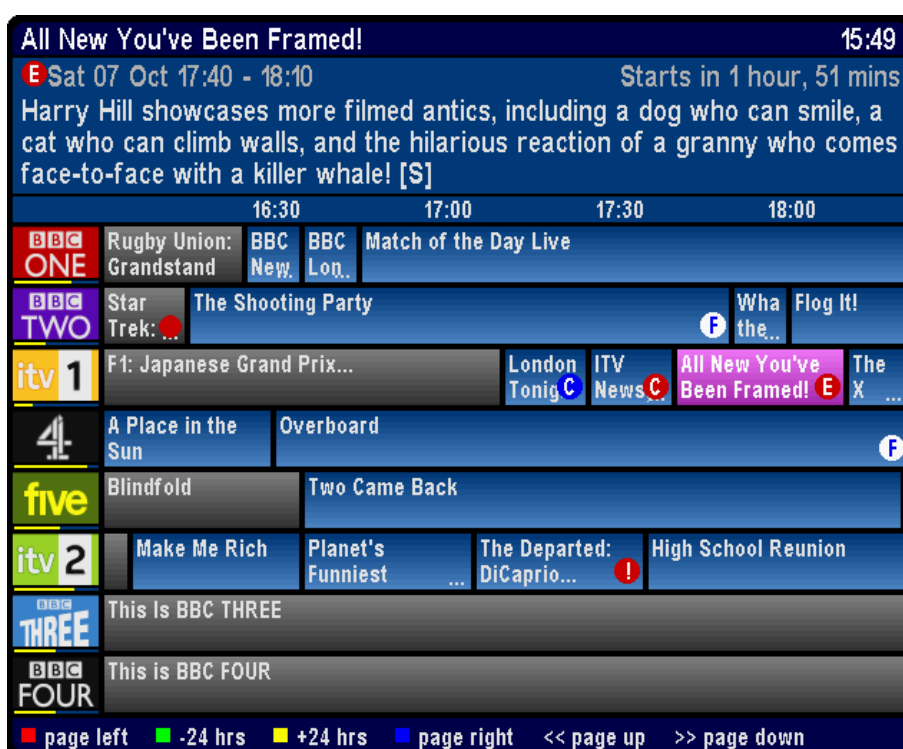 All New You've Been Framed! 15:49
E Sat 07 Oct 17:40 - 18:10 Starts in 1 hour, 51 mins
Harry Hill showcases more filmed antics, including a dog who can smile, a
cat who can climb walls, and the hilarious reaction of a granny who comes
face-to-face with a killer whale! [S]
16:30 17:00 17:30 18:00
BBC ONE
Rugby Union:
Grandstand
BBC
New..
BBC
Lon..
Match of the Day Live
BBC TWO
Star
Trek: ...
The Shooting Party
F
Wha
the...
Flog It!
itv 1
F1: Japanese Grand Prix...
London
Tonig C
ITV
News C...
All New You've
Been Framed! E
The
X ...
4
A Place in the
Sun
Overboard
F
five
Blindfold
Two Came Back
itv 2
Make Me Rich
Planet's
Funniest ...
The Departed:
DiCaprio... !
High School Reunion
BBC THREE
This Is BBC THREE
BBC FOUR
This is BBC FOUR
page left -24 hrs +24 hrs page right << page up >> page down